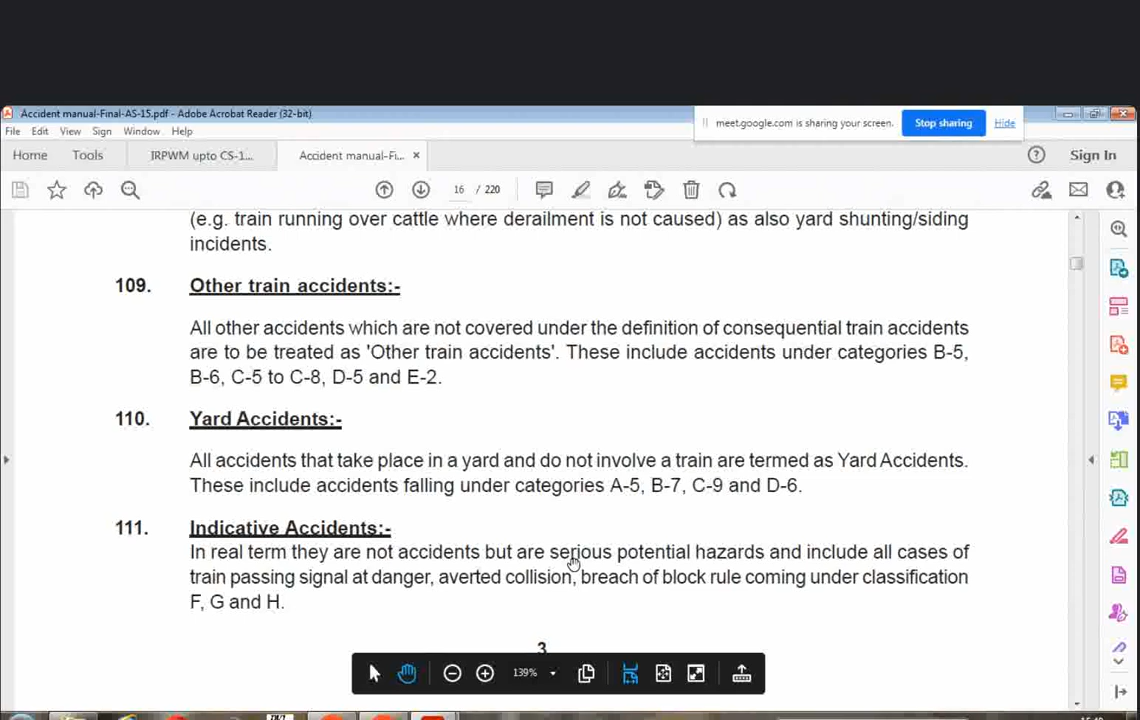 Accident manual-Final-AS-15.pdf - Adobe Acrobat Reader (32-bit)
meet.google.com is sharing your screen. Stop sharing Hide
File Edit View Sign Window Help
Home Tools IRPWM upto CS-1... Accident manual-Fi... × Sign In
16 / 220
(e.g. train running over cattle where derailment is not caused) as also yard shunting/siding
incidents.
109. Other train accidents:-
All other accidents which are not covered under the definition of consequential train accidents
are to be treated as 'Other train accidents'. These include accidents under categories B-5,
B-6, C-5 to C-8, D-5 and E-2.
110. Yard Accidents:-
All accidents that take place in a yard and do not involve a train are termed as Yard Accidents.
These include accidents falling under categories A-5, B-7, C-9 and D-6.
111. Indicative Accidents:-
In real term they are not accidents but are serious potential hazards and include all cases of
train passing signal at danger, averted collision, breach of block rule coming under classification
F, G and H.
3
139%